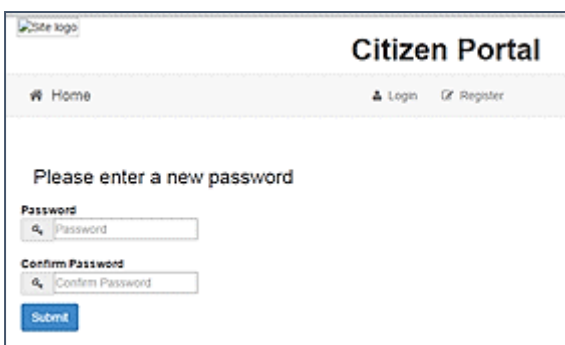 Site logo
Citizen Portal
Home
Login
Register
Please enter a new password
Password
Password
Confirm Password
Confirm Password
Submit